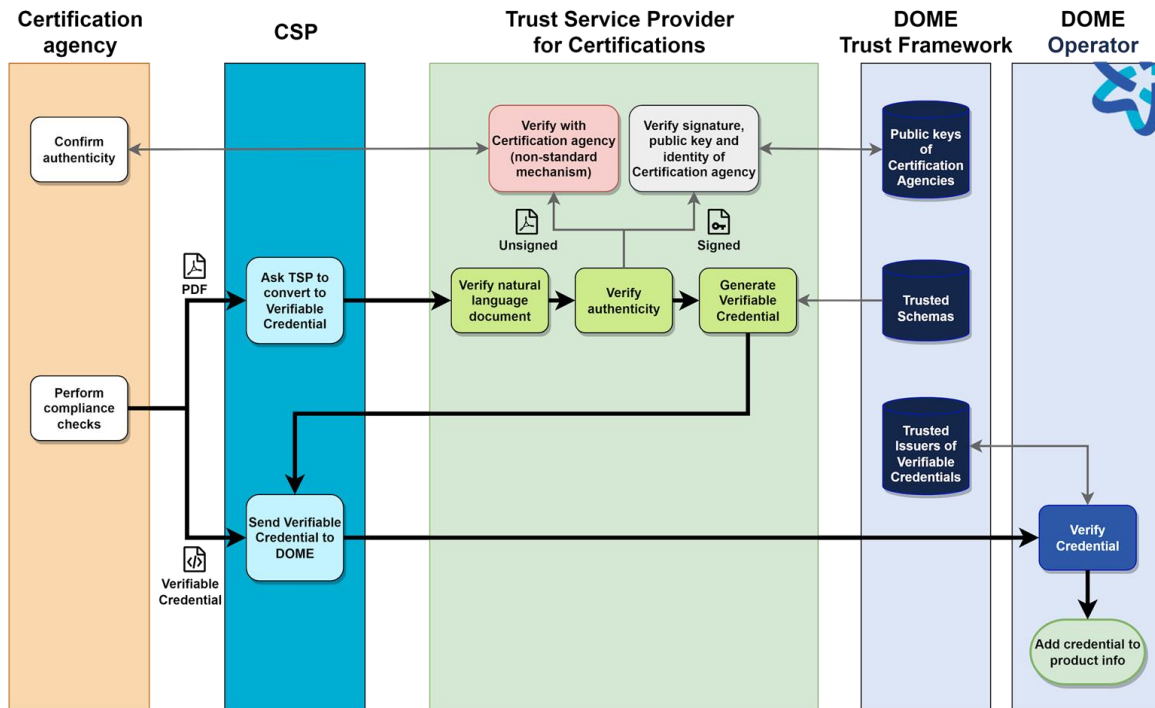 Certification
agency
CSP
Trust Service Provider
for Certifications
DOME
Trust Framework
DOME
Operator
Confirm
authenticity
Verify with
Certification agency
(non-standard
mechanism)
Verify signature,
public key and
identity of
Certification agency
Public keys
of
Certification
Agencies
Unsigned
Signed
PDF
Ask TSP to
convert to
Verifiable
Credential
Verify natural
language
document
Verify
authenticity
Generate
Verifiable
Credential
Trusted
Schemas
Perform
compliance
checks
Trusted
Issuers of
Verifiable
Credentials
Send Verifiable
Credential to
DOME
Verify
Credential
Verifiable
Credential
Add credential to
product info